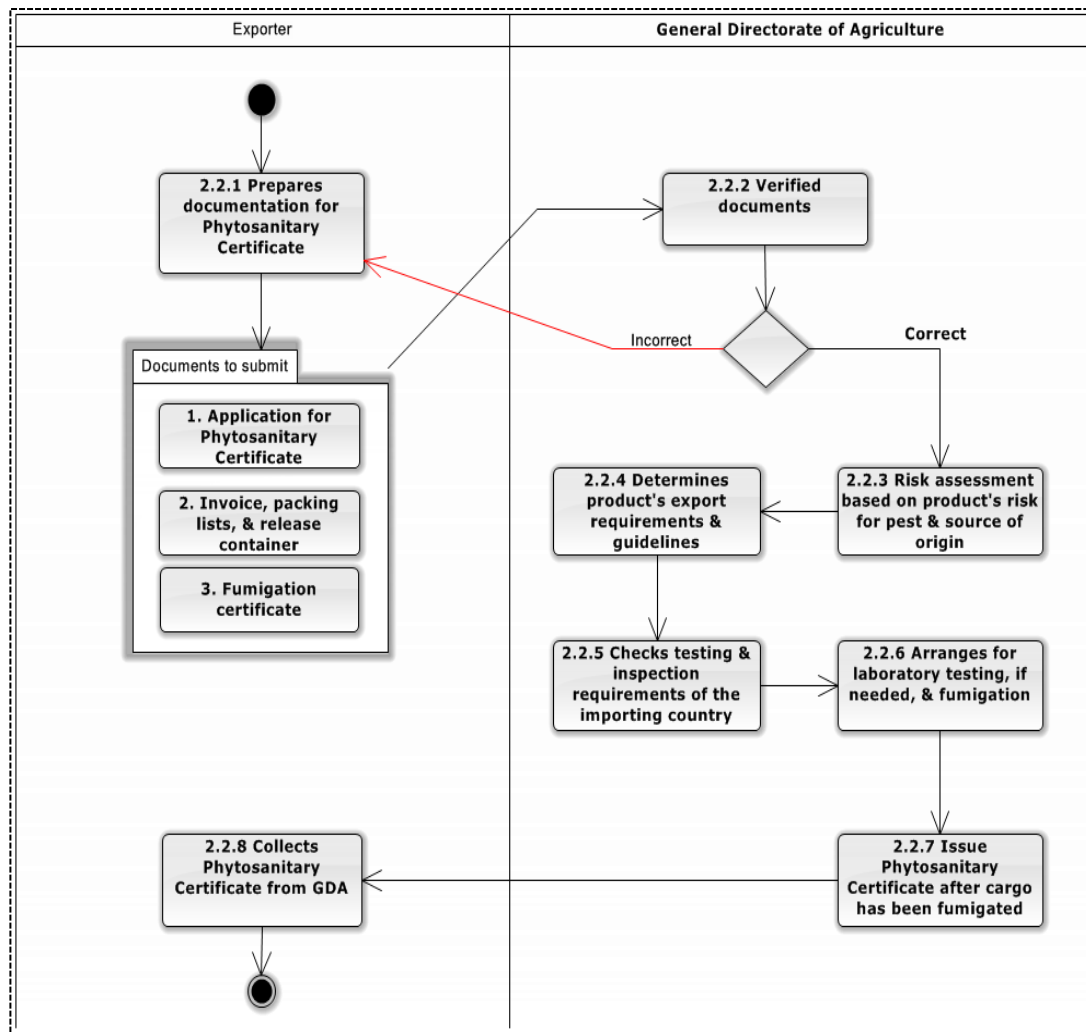 Exporter
General Directorate of Agriculture
2.2.1 Prepares
documentation for
Phytosanitary
Certificate
2.2.2 Verified
documents
Incorrect
Correct
Documents to submit
1. Application for
Phytosanitary
Certificate
2. Invoice, packing
lists, & release
container
3. Fumigation
certificate
2.2.3 Risk assessment
based on product's risk
for pest & source of
origin
2.2.4 Determines
product's export
requirements &
guidelines
2.2.5 Checks testing &
inspection
requirements of the
importing country
2.2.6 Arranges for
laboratory testing, if
needed, & fumigation
2.2.7 Issue
Phytosanitary
Certificate after cargo
has been fumigated
2.2.8 Collects
Phytosanitary
Certificate from GDA